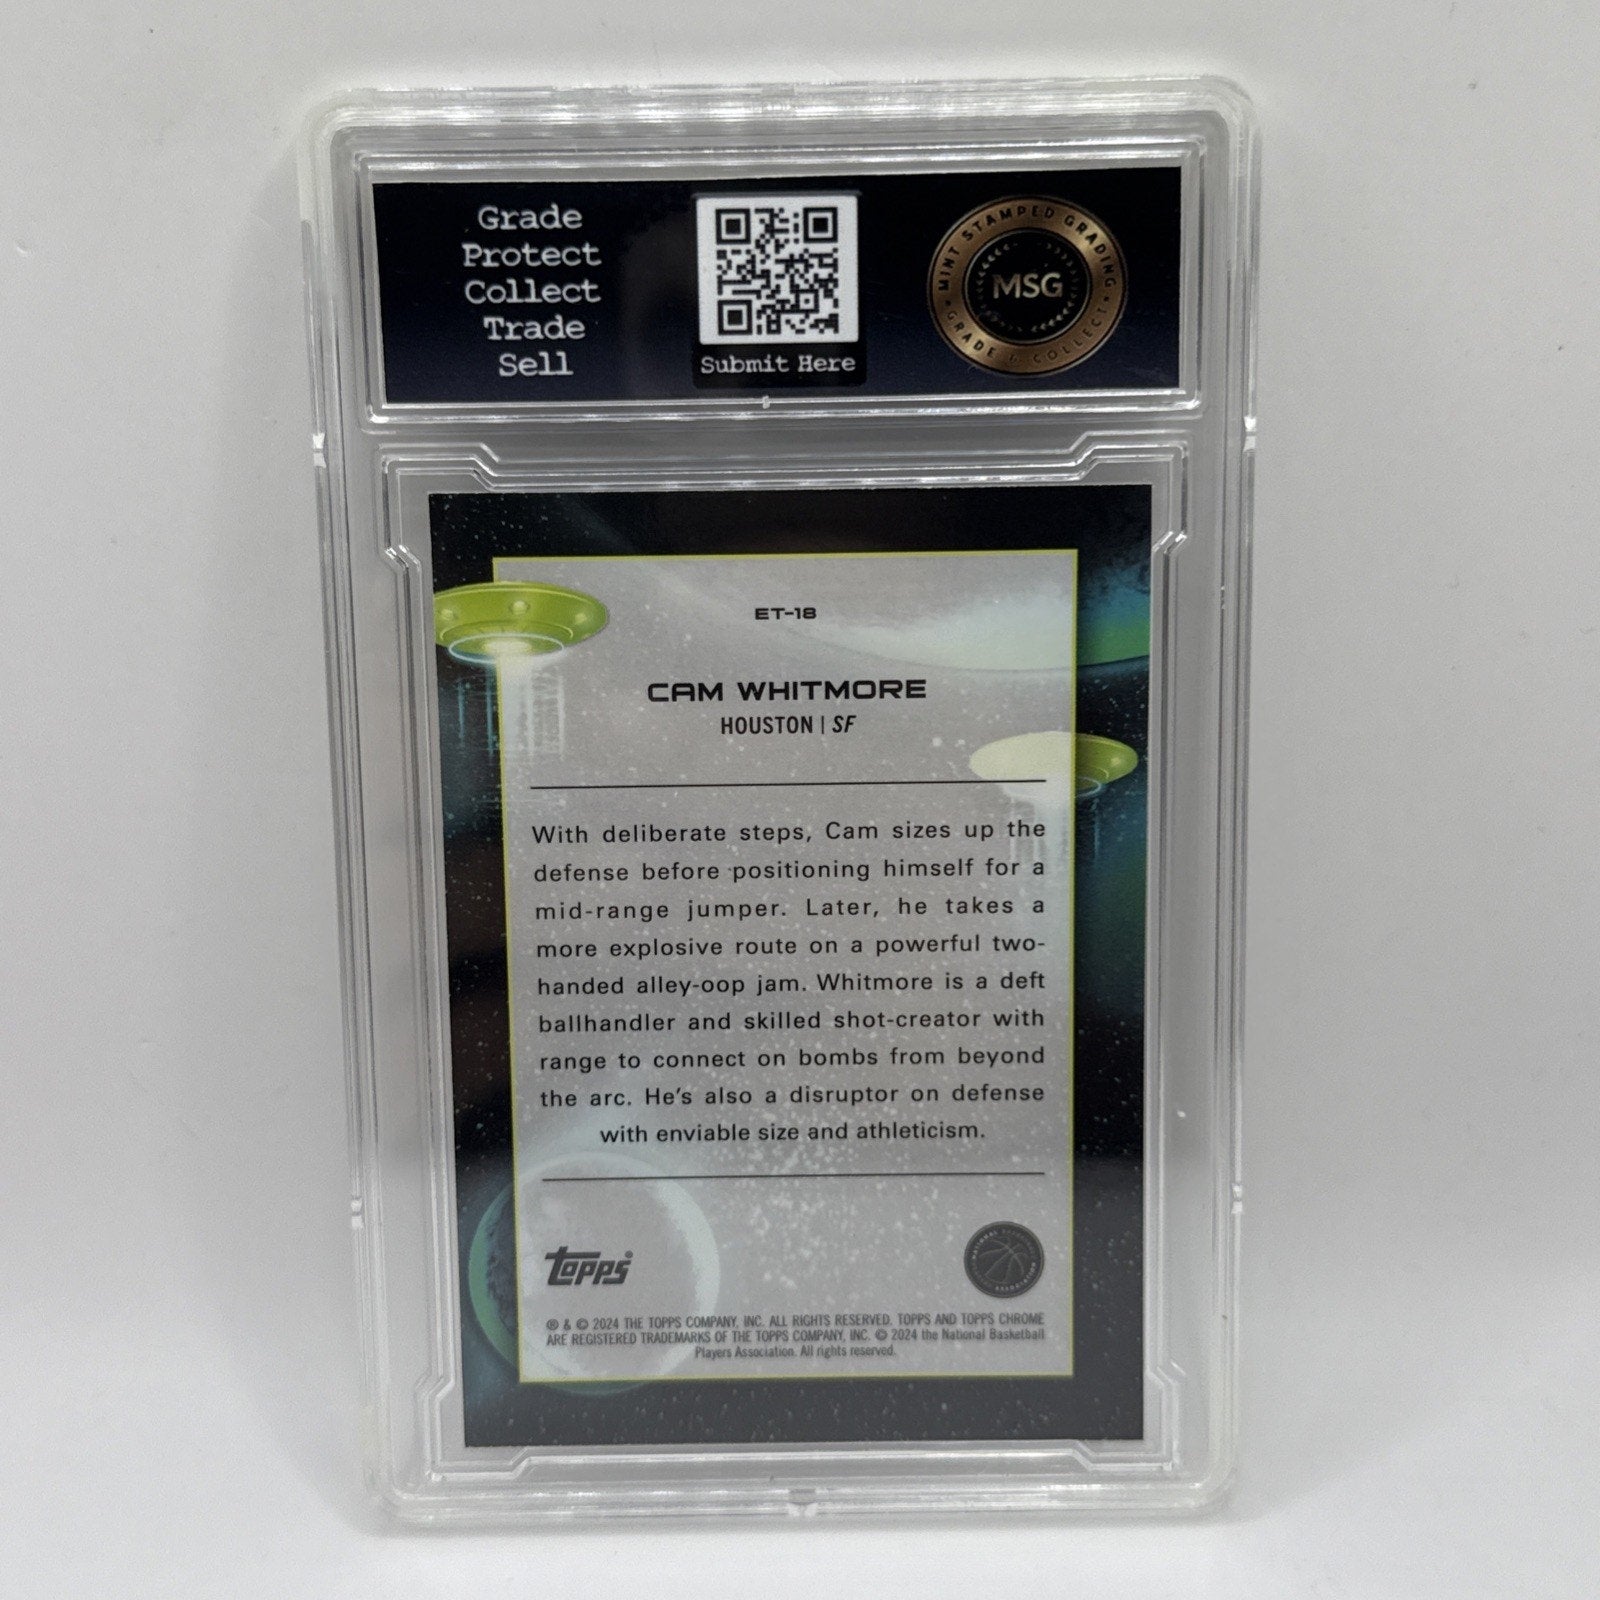 Grade
Protect
Collect
Trade
Sell
Submit Here
MINT STAMPED GRADING
MSG
GRADE & COLLECT
ET-18
CAM WHITMORE
HOUSTON | SF
With deliberate steps, Cam sizes up the
defense before positioning himself for a
mid-range jumper. Later, he takes a
more explosive route on a powerful two-
handed alley-oop jam. Whitmore is a deft
ballhandler and skilled shot-creator with
range to connect on bombs from beyond
the arc. He's also a disruptor on defense
with enviable size and athleticism.
topps
NATIONAL BASKETBALL
ASSOCIATION
® & © 2024 THE TOPPS COMPANY, INC. ALL RIGHTS RESERVED. TOPPS AND TOPPS CHROME
ARE REGISTERED TRADEMARKS OF THE TOPPS COMPANY, INC. © 2024 the National Basketball
Players Association. All rights reserved.